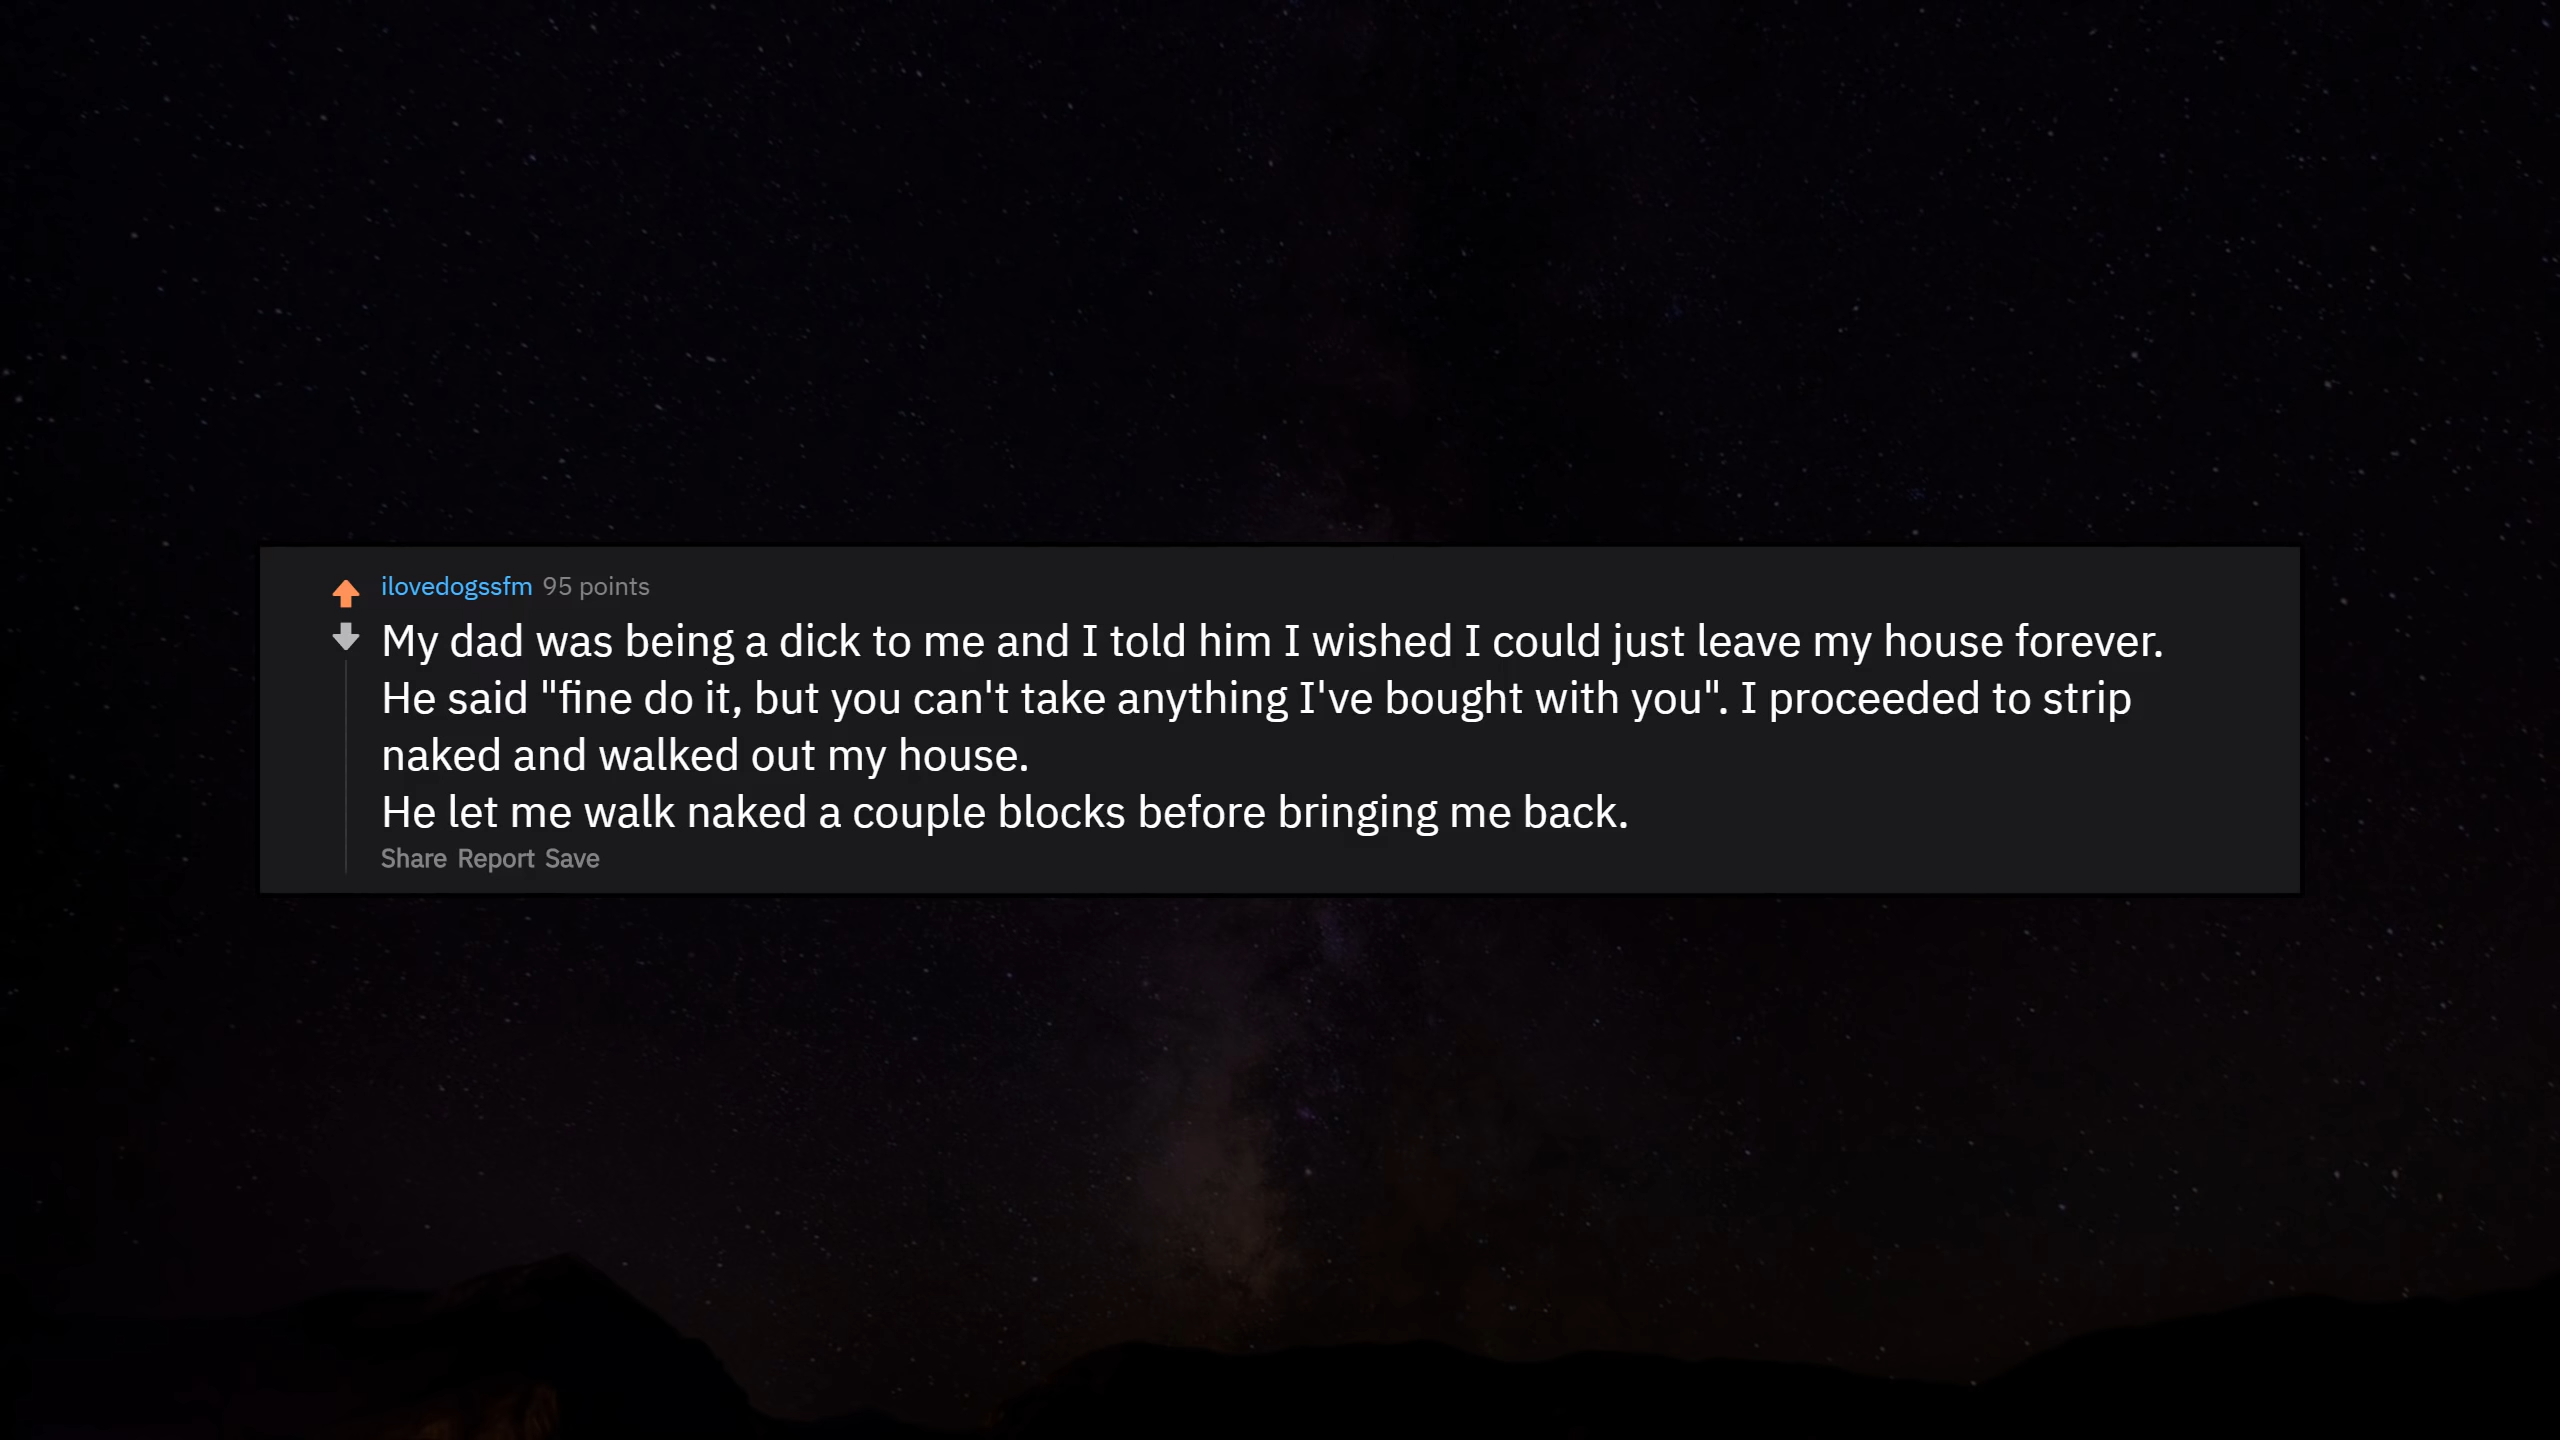 ilovedogssfm 95 points
My dad was being a dick to me and I told him I wished I could just leave my house forever.
He said "fine do it, but you can't take anything I've bought with you". I proceeded to strip
naked and walked out my house.
He let me walk naked a couple blocks before bringing me back.
Share Report Save